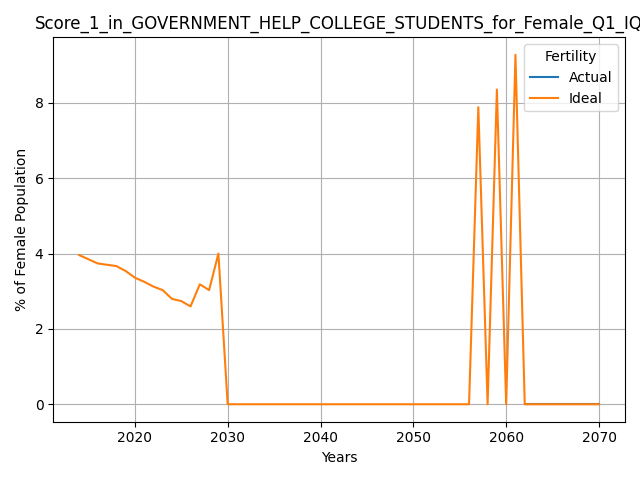 Score_1_in_GOVERNMENT_HELP_COLLEGE_STUDENTS_for_Female_Q1_IQ
Fertility
Actual
Ideal
% of Female Population
8
6
4
2
0
2020 2030 2040 2050 2060 2070
Years